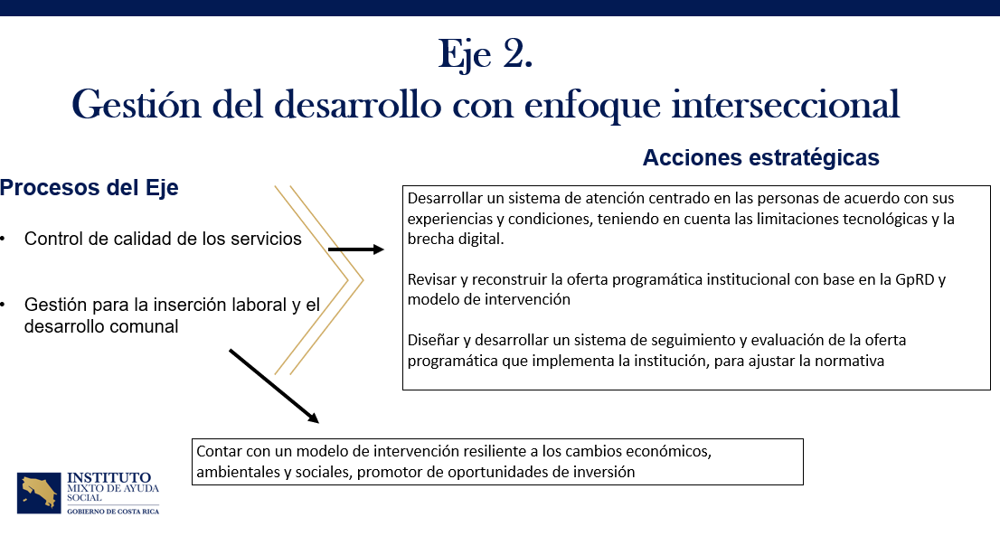 Eje 2.
Gestión del desarrollo con enfoque interseccional
Procesos del Eje
• Control de calidad de los servicios
• Gestión para la inserción laboral y el
desarrollo comunal
Acciones estratégicas
Desarrollar un sistema de atención centrado en las personas de acuerdo con sus
experiencias y condiciones, teniendo en cuenta las limitaciones tecnológicas y la
brecha digital.
Revisar y reconstruir la oferta programática institucional con base en la GpRD y
modelo de intervención
Diseñar y desarrollar un sistema de seguimiento y evaluación de la oferta
programática que implementa la institución, para ajustar la normativa
Contar con un modelo de intervención resiliente a los cambios económicos,
ambientales y sociales, promotor de oportunidades de inversión
INSTITUTO
MIXTO DE AYUDA
SOCIAL
GOBIERNO DE COSTA RICA